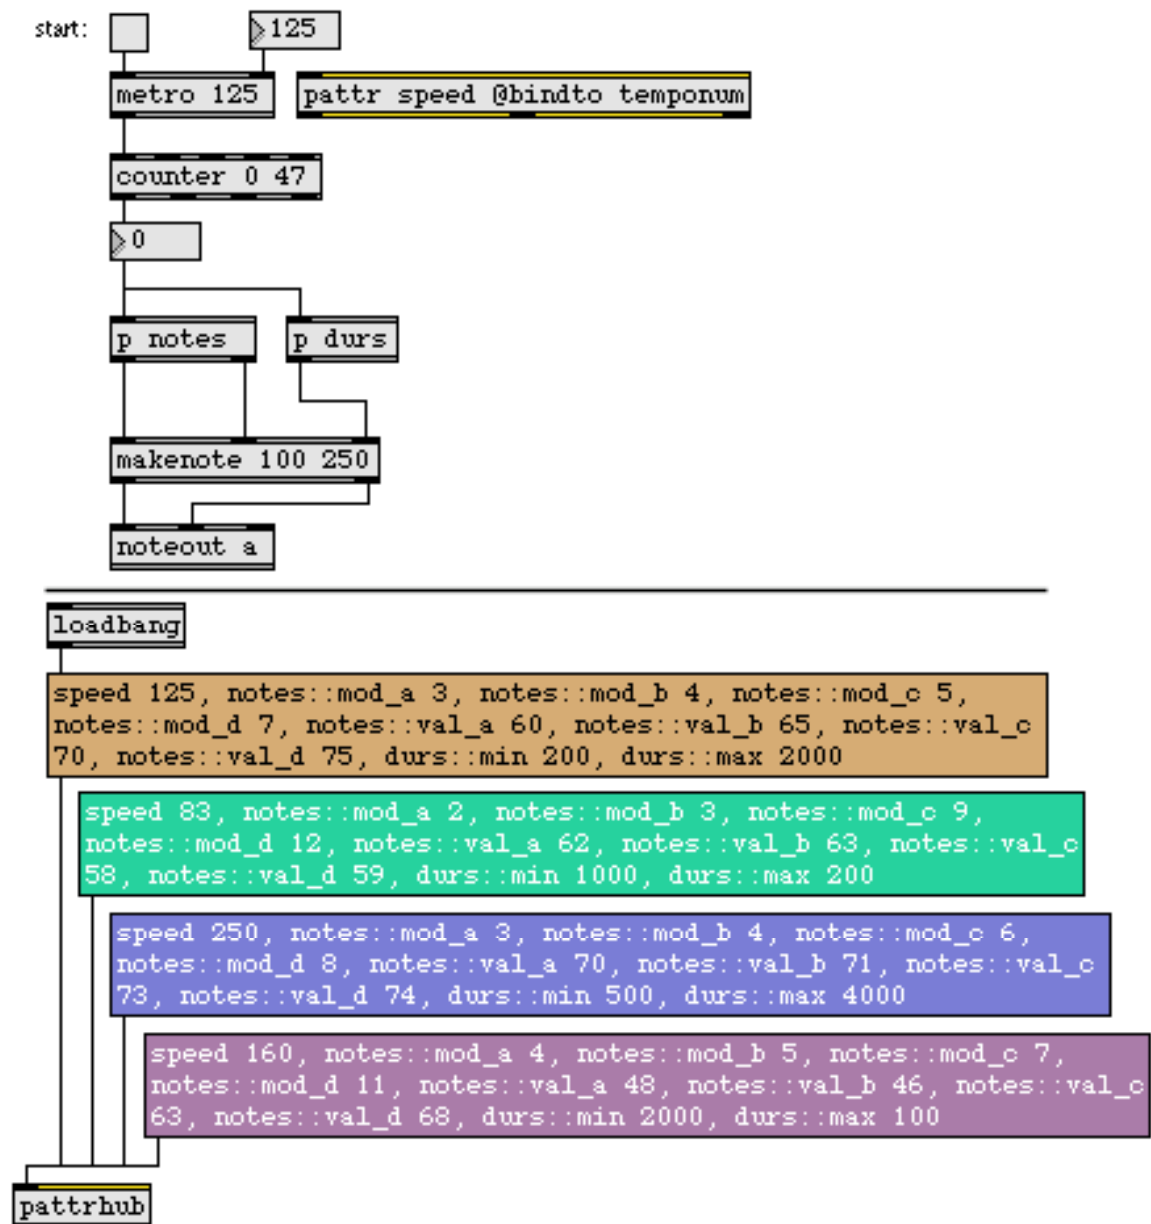 start:
125
metro 125
pattr speed @bindto temponum
counter 0 47
0
p notes
p durs
makenote 100 250
noteout a
loadbang
speed 125, notes::mod_a 3, notes::mod_b 4, notes::mod_c 5,
notes::mod_d 7, notes::val_a 60, notes::val_b 65, notes::val_c
70, notes::val_d 75, durs::min 200, durs::max 2000
speed 83, notes::mod_a 2, notes::mod_b 3, notes::mod_c 9,
notes::mod_d 12, notes::val_a 62, notes::val_b 63, notes::val_c
58, notes::val_d 59, durs::min 1000, durs::max 200
speed 250, notes::mod_a 3, notes::mod_b 4, notes::mod_c 6,
notes::mod_d 8, notes::val_a 70, notes::val_b 71, notes::val_c
73, notes::val_d 74, durs::min 500, durs::max 4000
speed 160, notes::mod_a 4, notes::mod_b 5, notes::mod_c 7,
notes::mod_d 11, notes::val_a 48, notes::val_b 46, notes::val_c
63, notes::val_d 68, durs::min 2000, durs::max 100
pattrhub